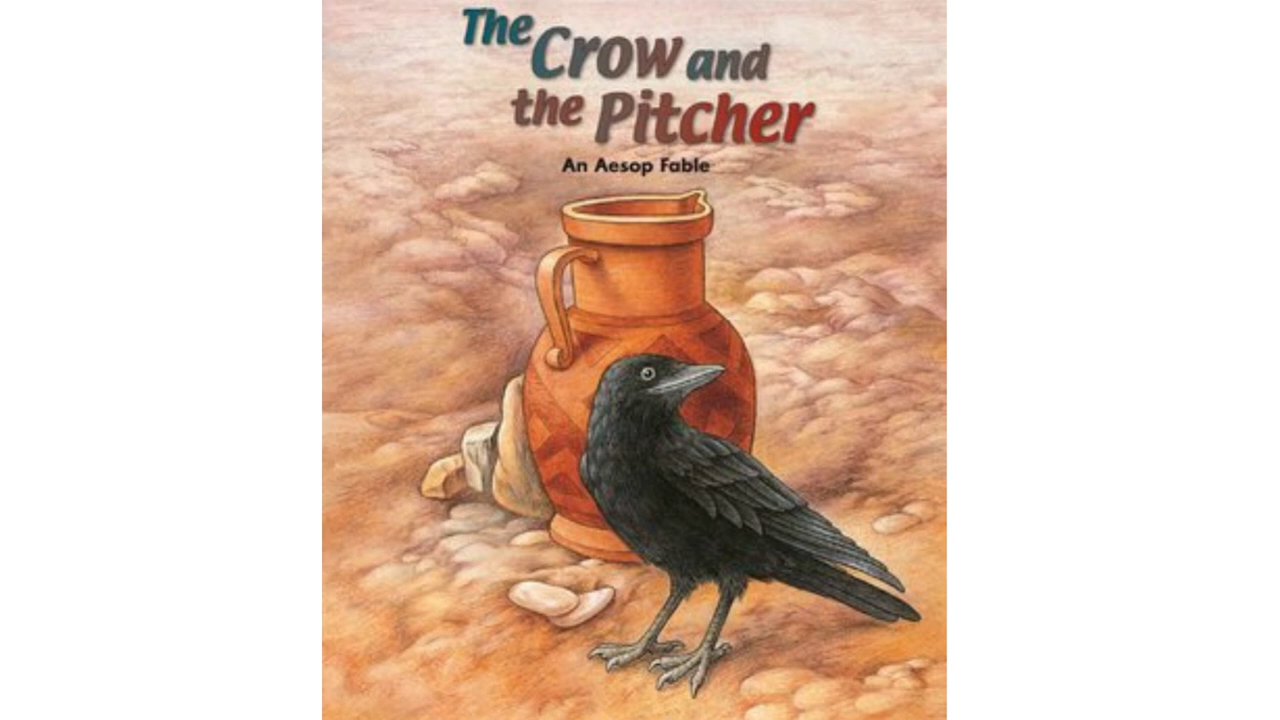 The Crow and
the Pitcher
An Aesop Fable